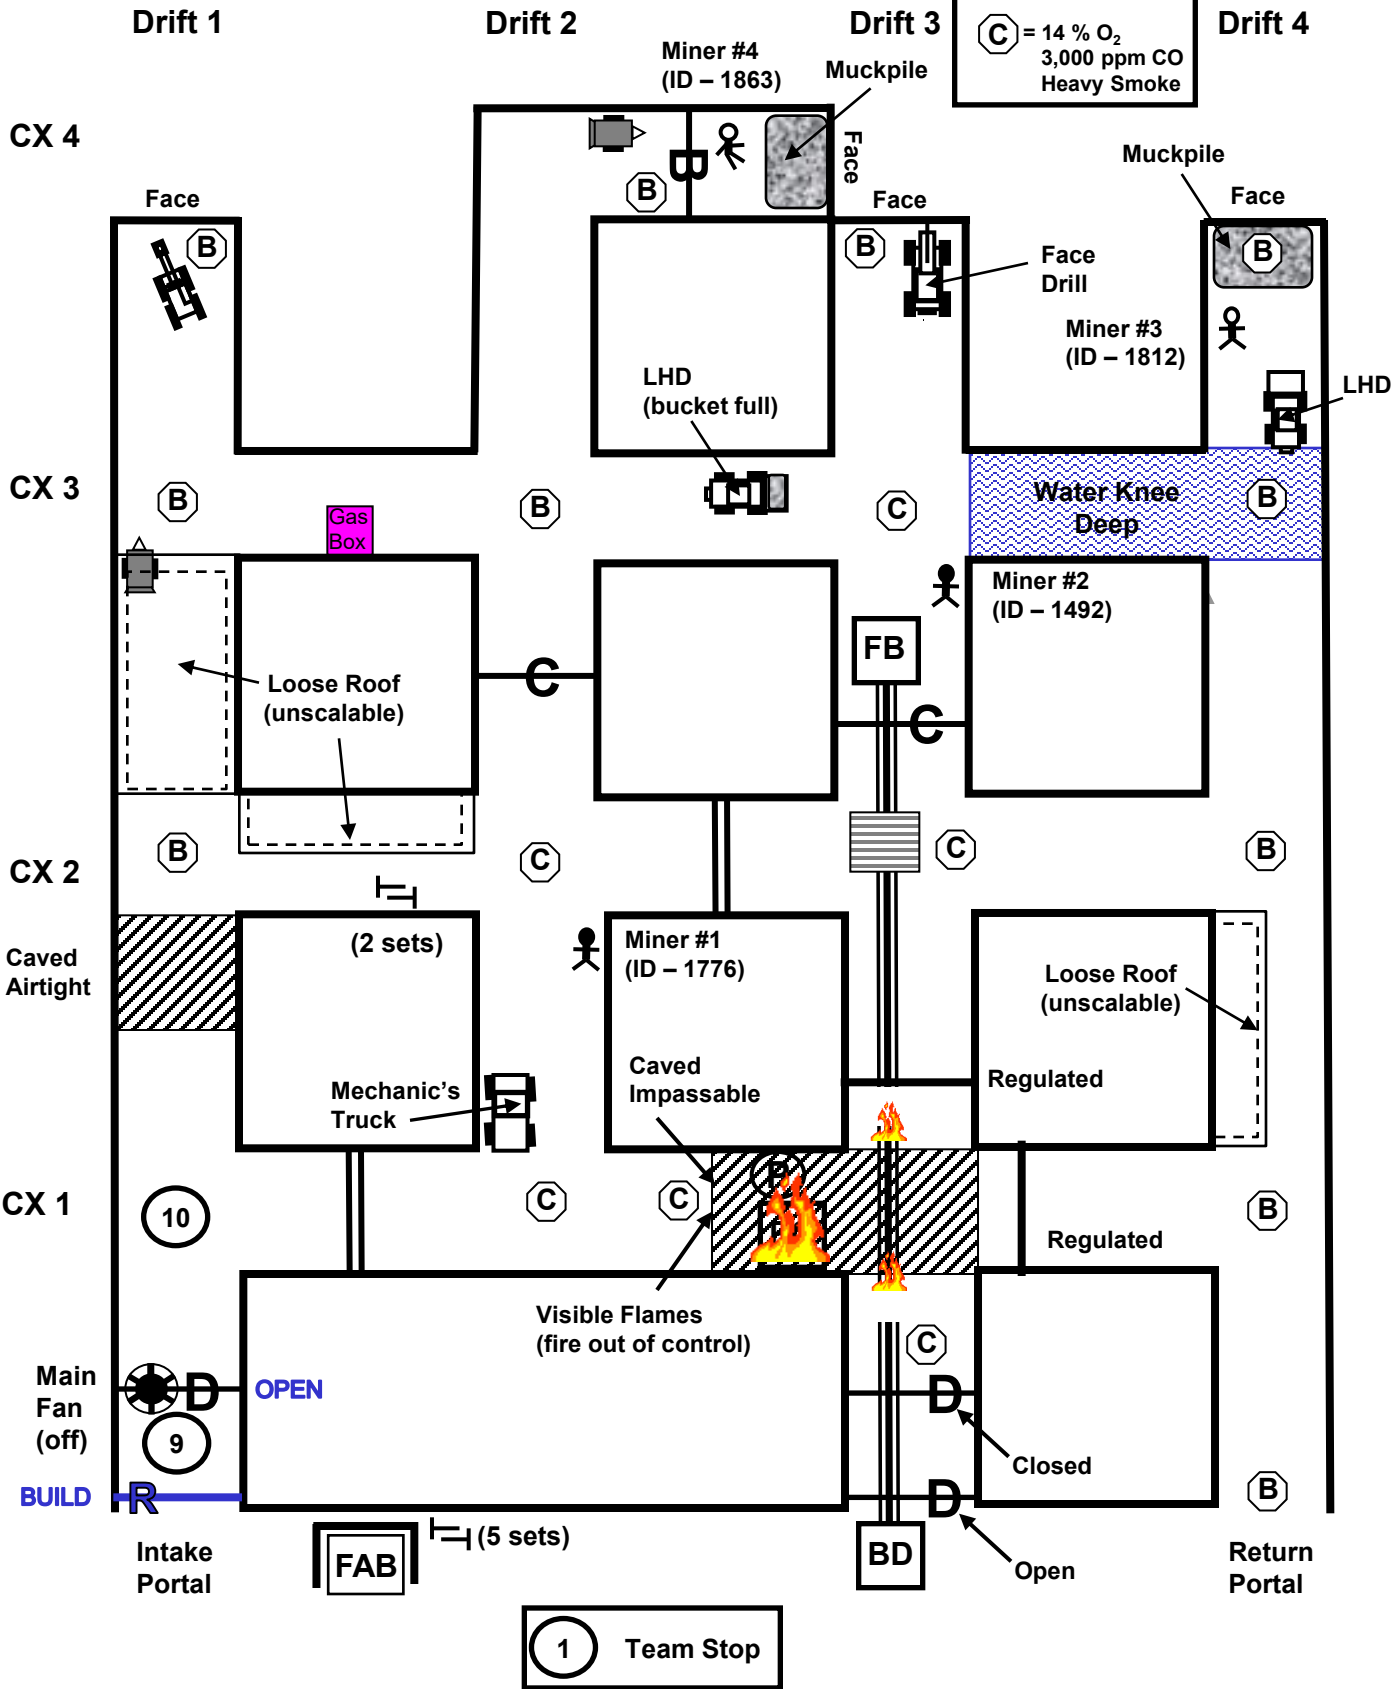 Drift 1
Drift 2
Drift 3
Drift 4
C = 14 % O₂
3,000 ppm CO
Heavy Smoke
Miner #4
(ID – 1863)
Muckpile
CX 4
Face
B
B
Muckpile
Face
Face
Face
B
B
B
Face
Drill
Miner #3
(ID – 1812)
LHD
(bucket full)
LHD
CX 3
B
B
C
Water Knee
Deep
B
Gas
Box
Miner #2
(ID – 1492)
FB
C
C
Loose Roof
(unscalable)
CX 2
B
C
C
B
(2 sets)
Miner #1
(ID – 1776)
Caved
Airtight
Loose Roof
(unscalable)
Caved
Impassable
Mechanic's
Truck
Regulated
CX 1
10
C
C
B
Regulated
Visible Flames
(fire out of control)
C
Main
Fan
(off)
D
OPEN
D
9
Closed
BUILD
R
D
B
(5 sets)
Intake
Portal
FAB
BD
Open
Return
Portal
1 Team Stop